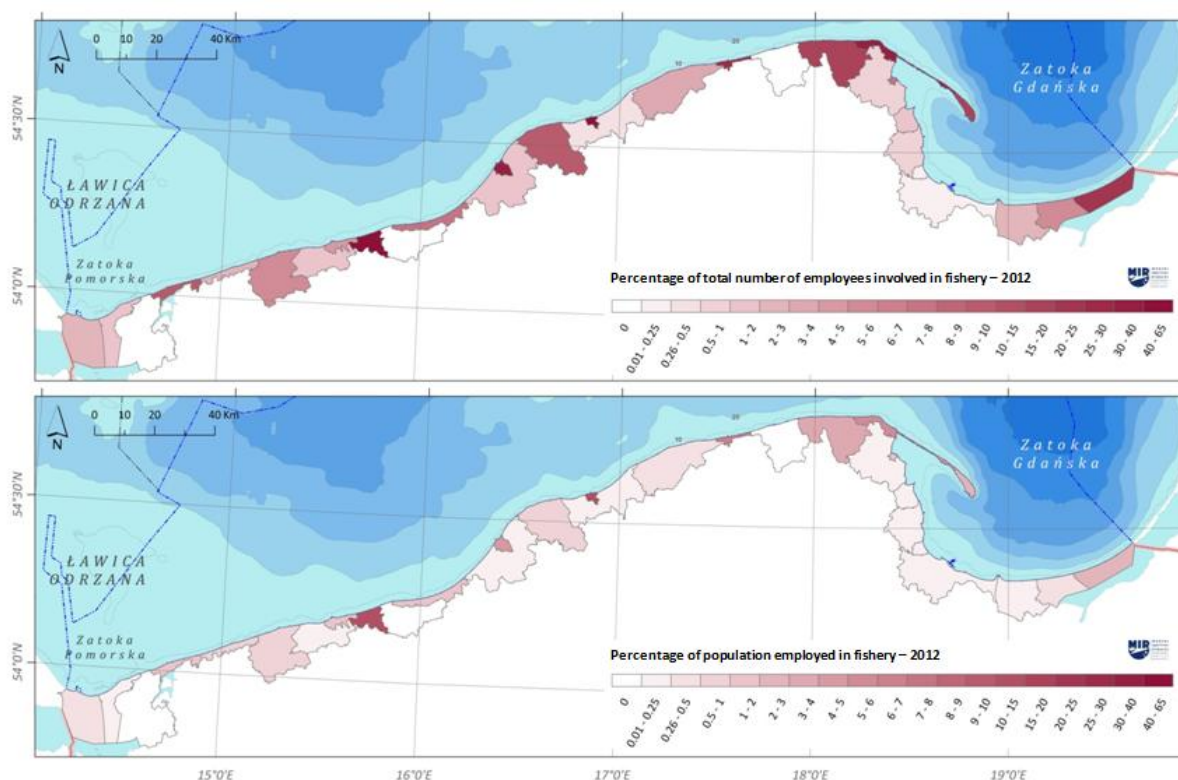 0 10 20 40 Km
N
20
10
Zatoka
Gdańska
54°30'N
ŁAWICA
ODRZANA
Zatoka
Pomorska
54°0'N
Percentage of total number of employees involved in fishery – 2012
MIR
0
0.01 - 0.25
0.26 - 0.5
0.5 - 1
1 - 2
2 - 3
3 - 4
4 - 5
5 - 6
6 - 7
7 - 8
8 - 9
9 - 10
10 - 15
15 - 20
20 - 25
25 - 30
30 - 40
40 - 65
0 10 20 40 Km
N
20
10
Zatoka
Gdańska
54°30'N
ŁAWICA
ODRZANA
Zatoka
Pomorska
54°0'N
Percentage of population employed in fishery – 2012
MIR
0
0.01 - 0.25
0.26 - 0.5
0.5 - 1
1 - 2
2 - 3
3 - 4
4 - 5
5 - 6
6 - 7
7 - 8
8 - 9
9 - 10
10 - 15
15 - 20
20 - 25
25 - 30
30 - 40
40 - 65
15°0'E 16°0'E 17°0'E 18°0'E 19°0'E